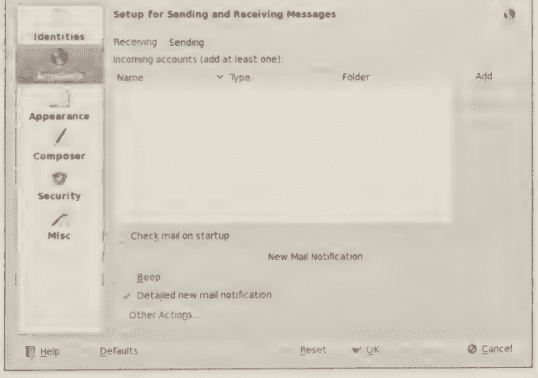 Setup for Sending and Receiving Messages
Identities
Receiving Sending
Incoming accounts (add at least one):
Name Type Folder Add
Appearance
Composer
Security
Misc
Check mail on startup
New Mail Notification
Beep
Detailed new mail notification
Other Actions...
Help Defaults Reset OK Cancel